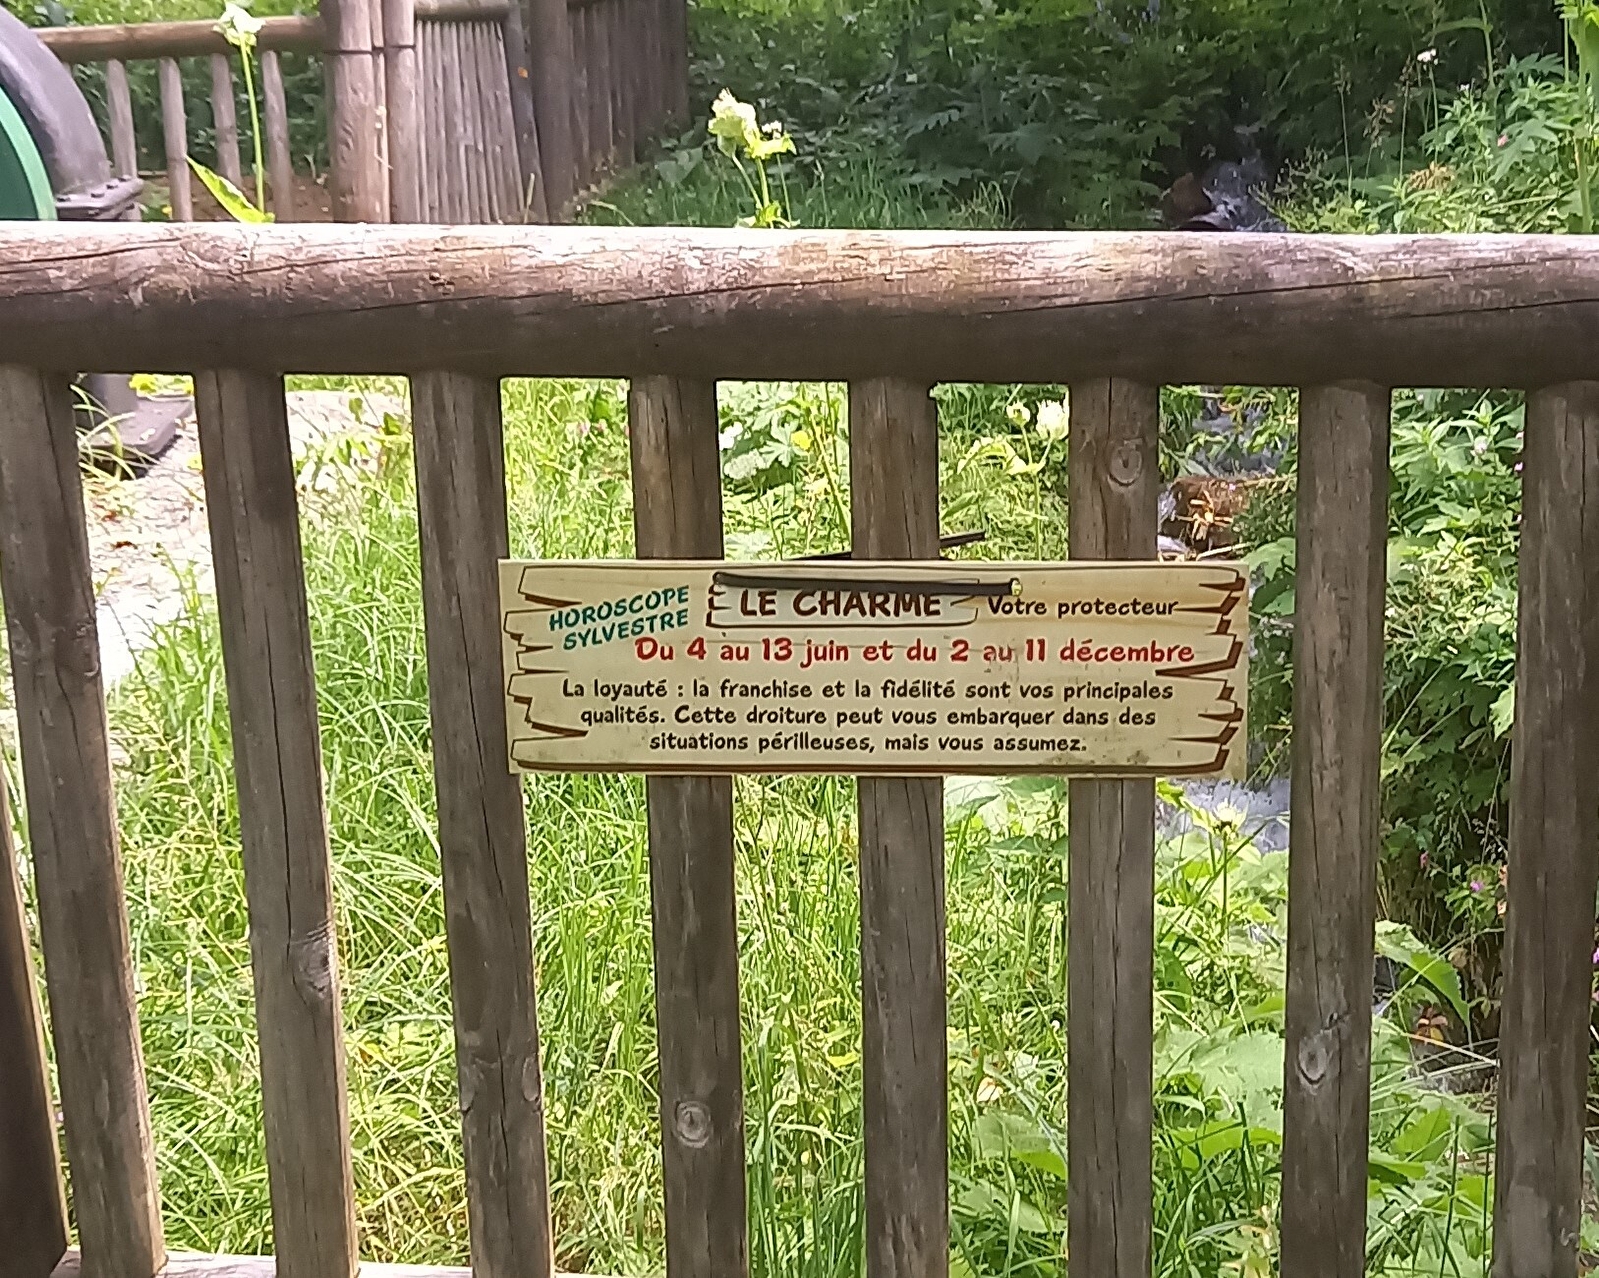 HOROSCOPE
SYLVESTRE
LE CHARME
Votre protecteur
Du 4 au 13 juin et du 2 au 11 décembre
La loyauté : la franchise et la fidélité sont vos principales
qualités. Cette droiture peut vous embarquer dans des
situations périlleuses, mais vous assumez.